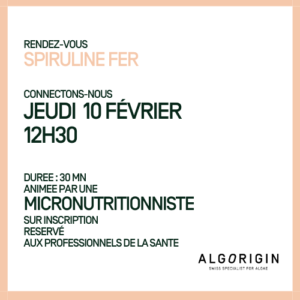 RENDEZ-VOUS
SPIRULINE FER
CONNECTONS-NOUS
JEUDI 10 FÉVRIER
12H30
DUREE : 30 MN
ANIMEE PAR UNE
MICRONUTRITIONNISTE
SUR INSCRIPTION
RESERVÉ
AUX PROFESSIONNELS DE LA SANTE
ALGORIGIN
SWISS SPECIALIST FOR ALGAE